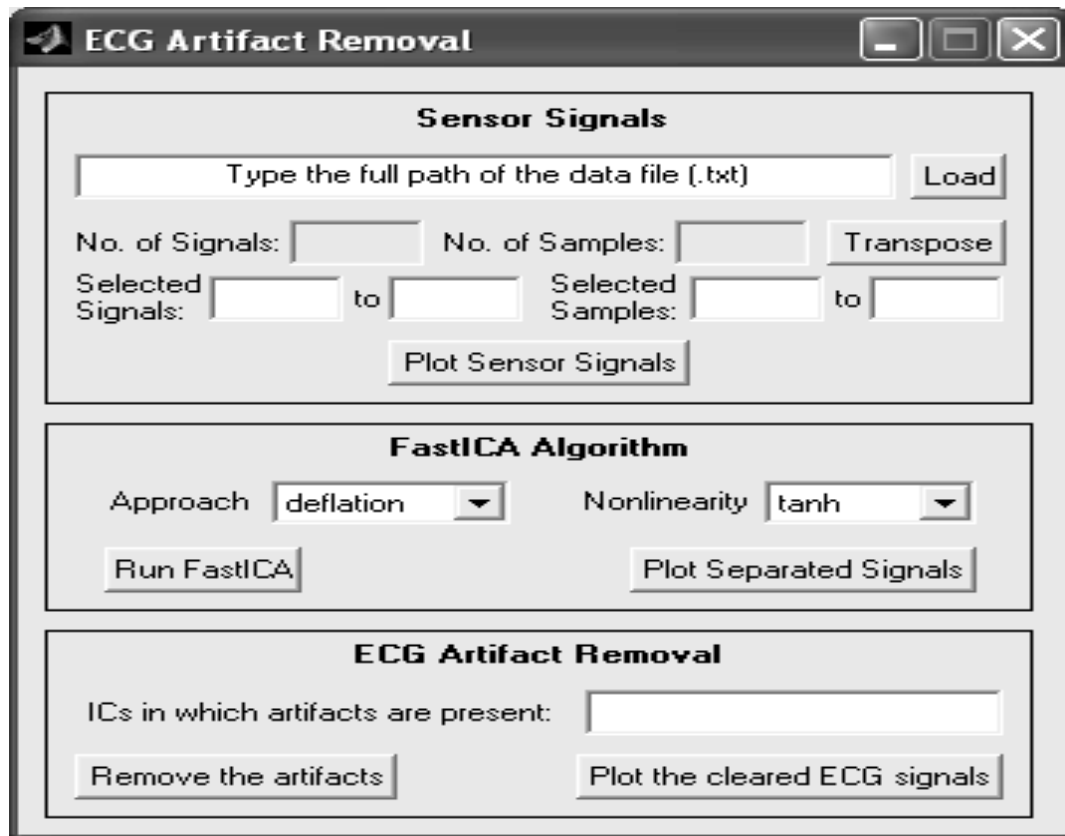 ECG Artifact Removal
Sensor Signals
Type the full path of the data file (.txt) Load
No. of Signals: No. of Samples: Transpose
Selected Signals: to Selected Samples: to
Plot Sensor Signals
FastICA Algorithm
Approach deflation Nonlinearity tanh
Run FastICA Plot Separated Signals
ECG Artifact Removal
ICs in which artifacts are present:
Remove the artifacts Plot the cleared ECG signals